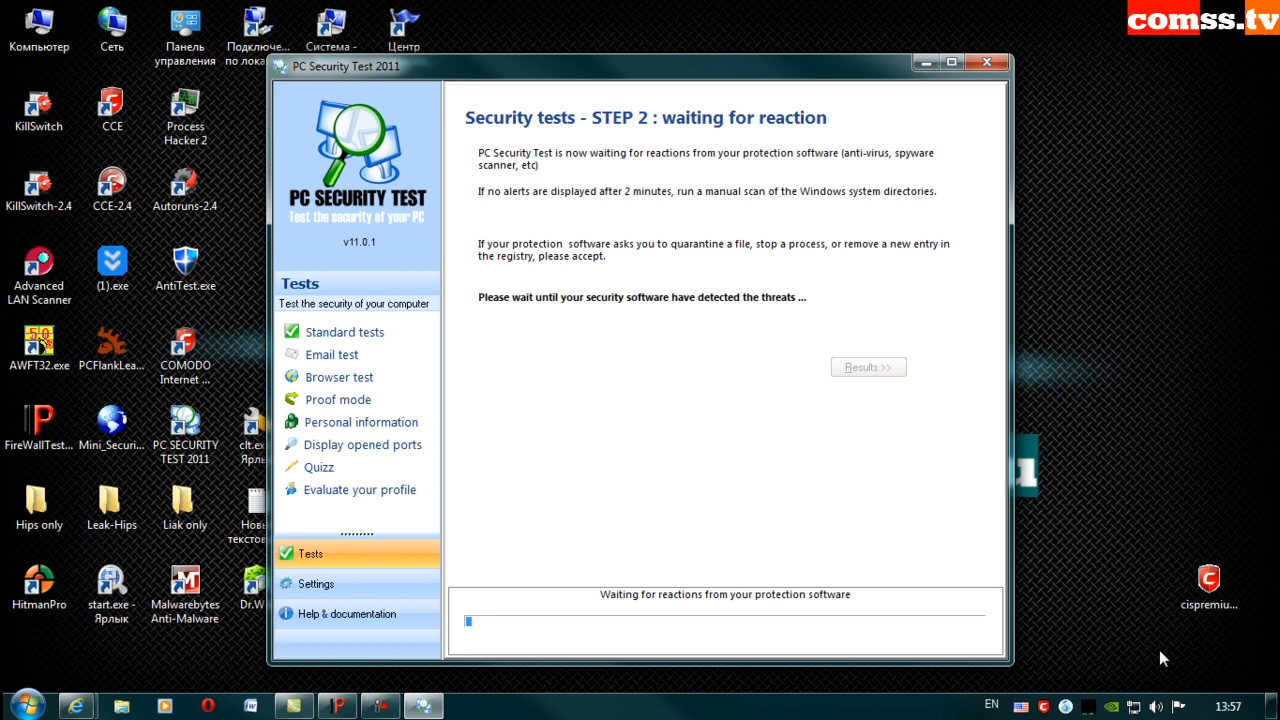 comss.tv
Компьютер
Сеть
Панель
управления
Подключе...
по лока
Система -
Центр
KillSwitch
CCE
Process
Hacker 2
KillSwitch-2.4
CCE-2.4
Autoruns-2.4
Advanced
LAN Scanner
(1).exe
AntiTest.exe
5.0
AWFT32.exe
PCFlankLea...
COMODO
Internet ...
FireWallTest...
Mini_Securi...
PC SECURITY
TEST 2011
clt.ex
Ярлы
Hips only
Leak-Hips
Liak only
Новы
текстов
HitmanPro
start.exe -
Ярлык
Malwarebytes
Anti-Malware
Dr.W
PC Security Test 2011
PC SECURITY TEST
Test the security of your PC
v11.0.1
Tests
Test the security of your computer
Standard tests
Email test
Browser test
Proof mode
Personal information
Display opened ports
Quizz
Evaluate your profile
Tests
Settings
Help & documentation
Security tests - STEP 2 : waiting for reaction
PC Security Test is now waiting for reactions from your protection software (anti-virus, spyware
scanner, etc)
If no alerts are displayed after 2 minutes, run a manual scan of the Windows system directories.
If your protection software asks you to quarantine a file, stop a process, or remove a new entry in
the registry, please accept.
Please wait until your security software have detected the threats ...
Results >>
Waiting for reactions from your protection software
cispremiu...
EN
13:57